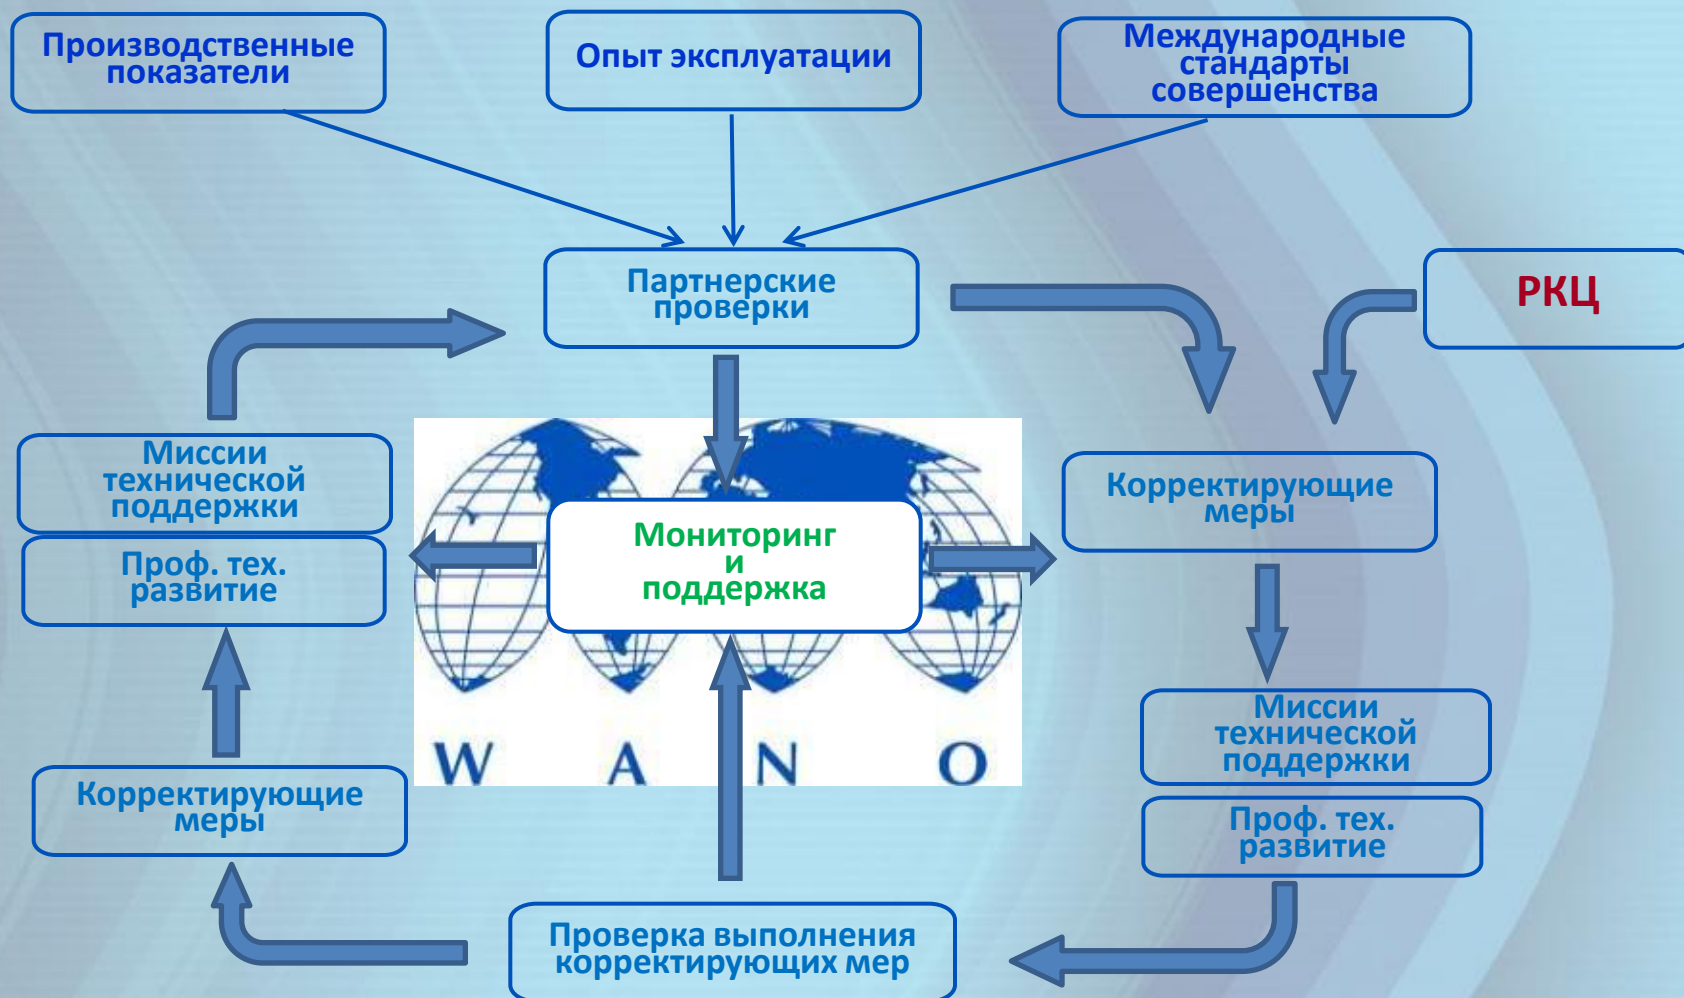 Производственные
показатели
Опыт эксплуатации
Международные
стандарты
совершенства
Партнерские
проверки
РКЦ
Миссии
технической
поддержки
Проф. тех.
развитие
Мониторинг
и
поддержка
Корректирующие
меры
W A N O
Миссии
технической
поддержки
Проф. тех.
развитие
Корректирующие
меры
Проверка выполнения
корректирующих мер